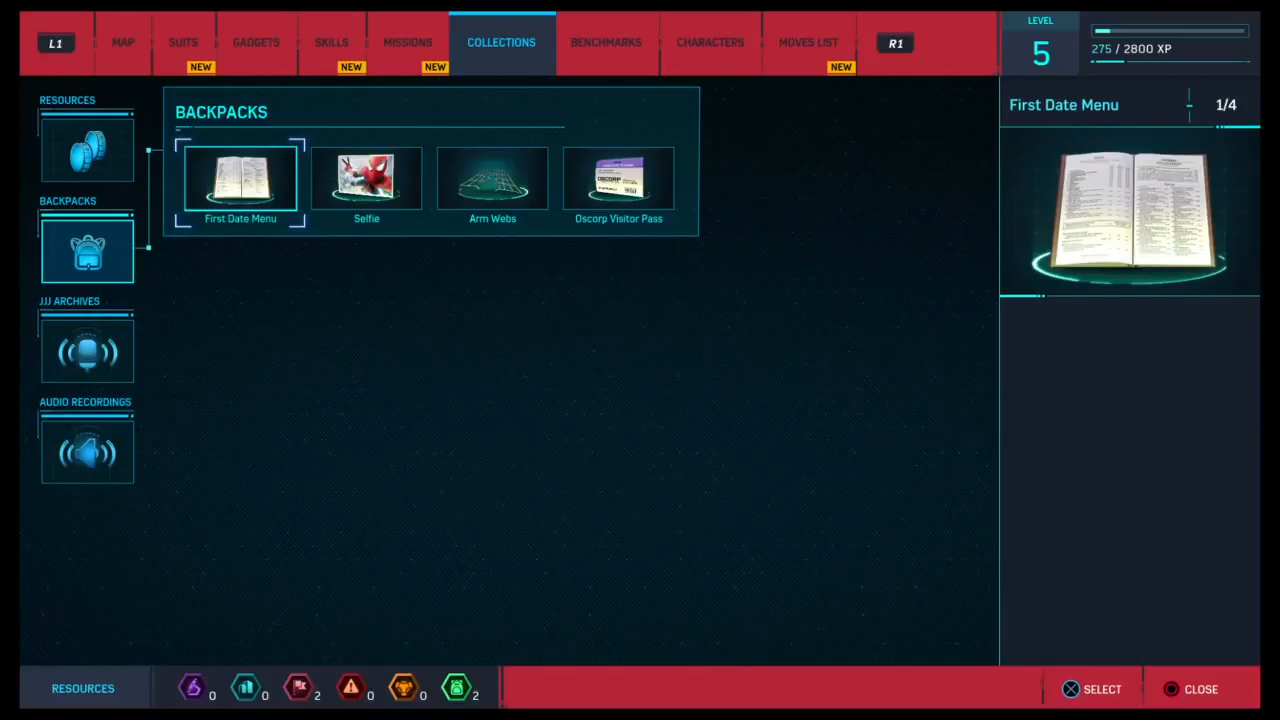 L1
MAP
SUITS
NEW
GADGETS
SKILLS
NEW
MISSIONS
NEW
COLLECTIONS
BENCHMARKS
CHARACTERS
MOVES LIST
NEW
R1
LEVEL
5
275 / 2800 XP
RESOURCES
BACKPACKS
JJJ ARCHIVES
AUDIO RECORDINGS
BACKPACKS
First Date Menu
Selfie
Arm Webs
OSCORP
Oscorp Visitor Pass
First Date Menu
1/4
RESOURCES
0
0
2
0
0
2
SELECT
CLOSE